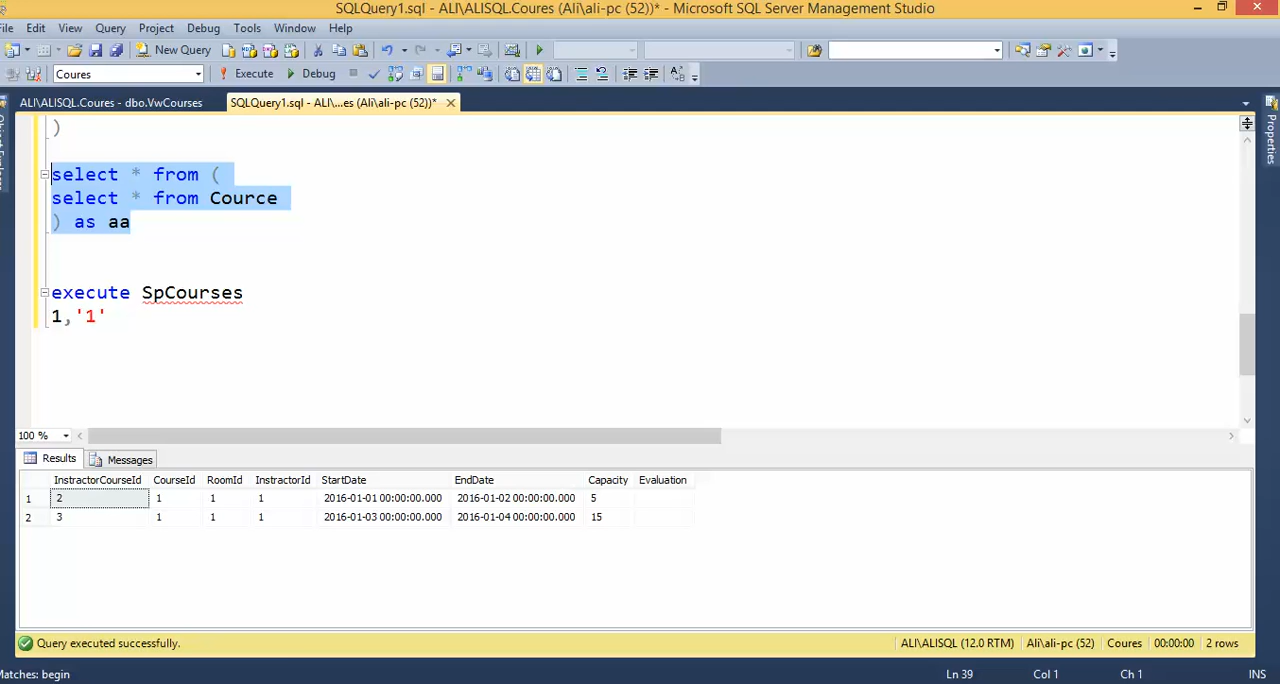 SQLQuery1.sql - ALI\ALISQL.Coures (Ali\ali-pc (52))* - Microsoft SQL Server Management Studio
File Edit View Query Project Debug Tools Window Help
New Query
Coures Execute Debug
ALI\ALISQL.Coures - dbo.VwCourses SQLQuery1.sql - ALI\...es (Ali\ali-pc (52))*
)
select * from (
select * from Cource
) as aa
execute SpCourses
1,'1'
Properties
100 %
Results Messages
InstractorCourseId CourseId RoomId InstractorId StartDate EndDate Capacity Evaluation
1 2 1 1 1 2016-01-01 00:00:00.000 2016-01-02 00:00:00.000 5
2 3 1 1 1 2016-01-03 00:00:00.000 2016-01-04 00:00:00.000 15
Query executed successfully. ALI\ALISQL (12.0 RTM) Ali\ali-pc (52) Coures 00:00:00 2 rows
Matches: begin Ln 39 Col 1 Ch 1 INS